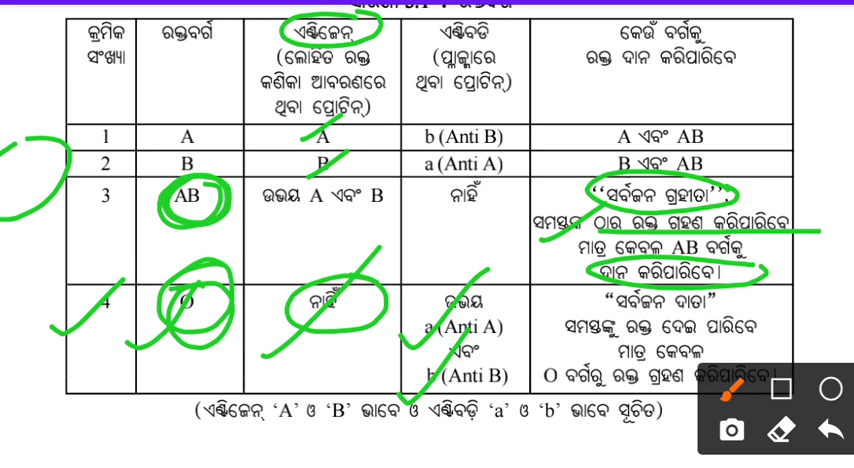 କ୍ରମିକ ସଂଖ୍ୟା | ରକ୍ତବର୍ଗ | ଏଣ୍ଟିଜେନ୍ (ଲୋହିତ ରକ୍ତ କଣିକା ଆବରଣରେ ଥିବା ପ୍ରୋଟିନ୍) | ଏଣ୍ଟିବଡି (ପ୍ଲାଜ୍ମାରେ ଥିବା ପ୍ରୋଟିନ୍) | କେଉଁ ବର୍ଗକୁ ରକ୍ତ ଦାନ କରିପାରିବେ
1 | A | A | b (Anti B) | A ଏବଂ AB
2 | B | B | a (Anti A) | B ଏବଂ AB
3 | AB | ଉଭୟ A ଏବଂ B | ନାହିଁ | ‘‘ସର୍ବଜନ ଗ୍ରହୀତା’’,
ସମସ୍ତଙ୍କ ଠାର ରକ୍ତ ଗ୍ରହଣ କରିପାରିବେ
ମାତ୍ର କେବଳ AB ବର୍ଗକୁ
ଦାନ କରିପାରିବେ।
4 | O | ନାହିଁ | ଉଭୟ a (Anti A) ଏବଂ b (Anti B) | “ସର୍ବଜନ ଦାତା”
ସମସ୍ତଙ୍କୁ ରକ୍ତ ଦେଇ ପାରିବେ
ମାତ୍ର କେବଳ
O ବର୍ଗରୁ ରକ୍ତ ଗ୍ରହଣ କରିପାରିବେ।
(ଏଣ୍ଟିଜେନ୍ ‘A’ ଓ ‘B’ ଭାବେ ଓ ଏଣ୍ଟିବଡ଼ି ‘a’ ଓ ‘b’ ଭାବେ ସୂଚିତ)